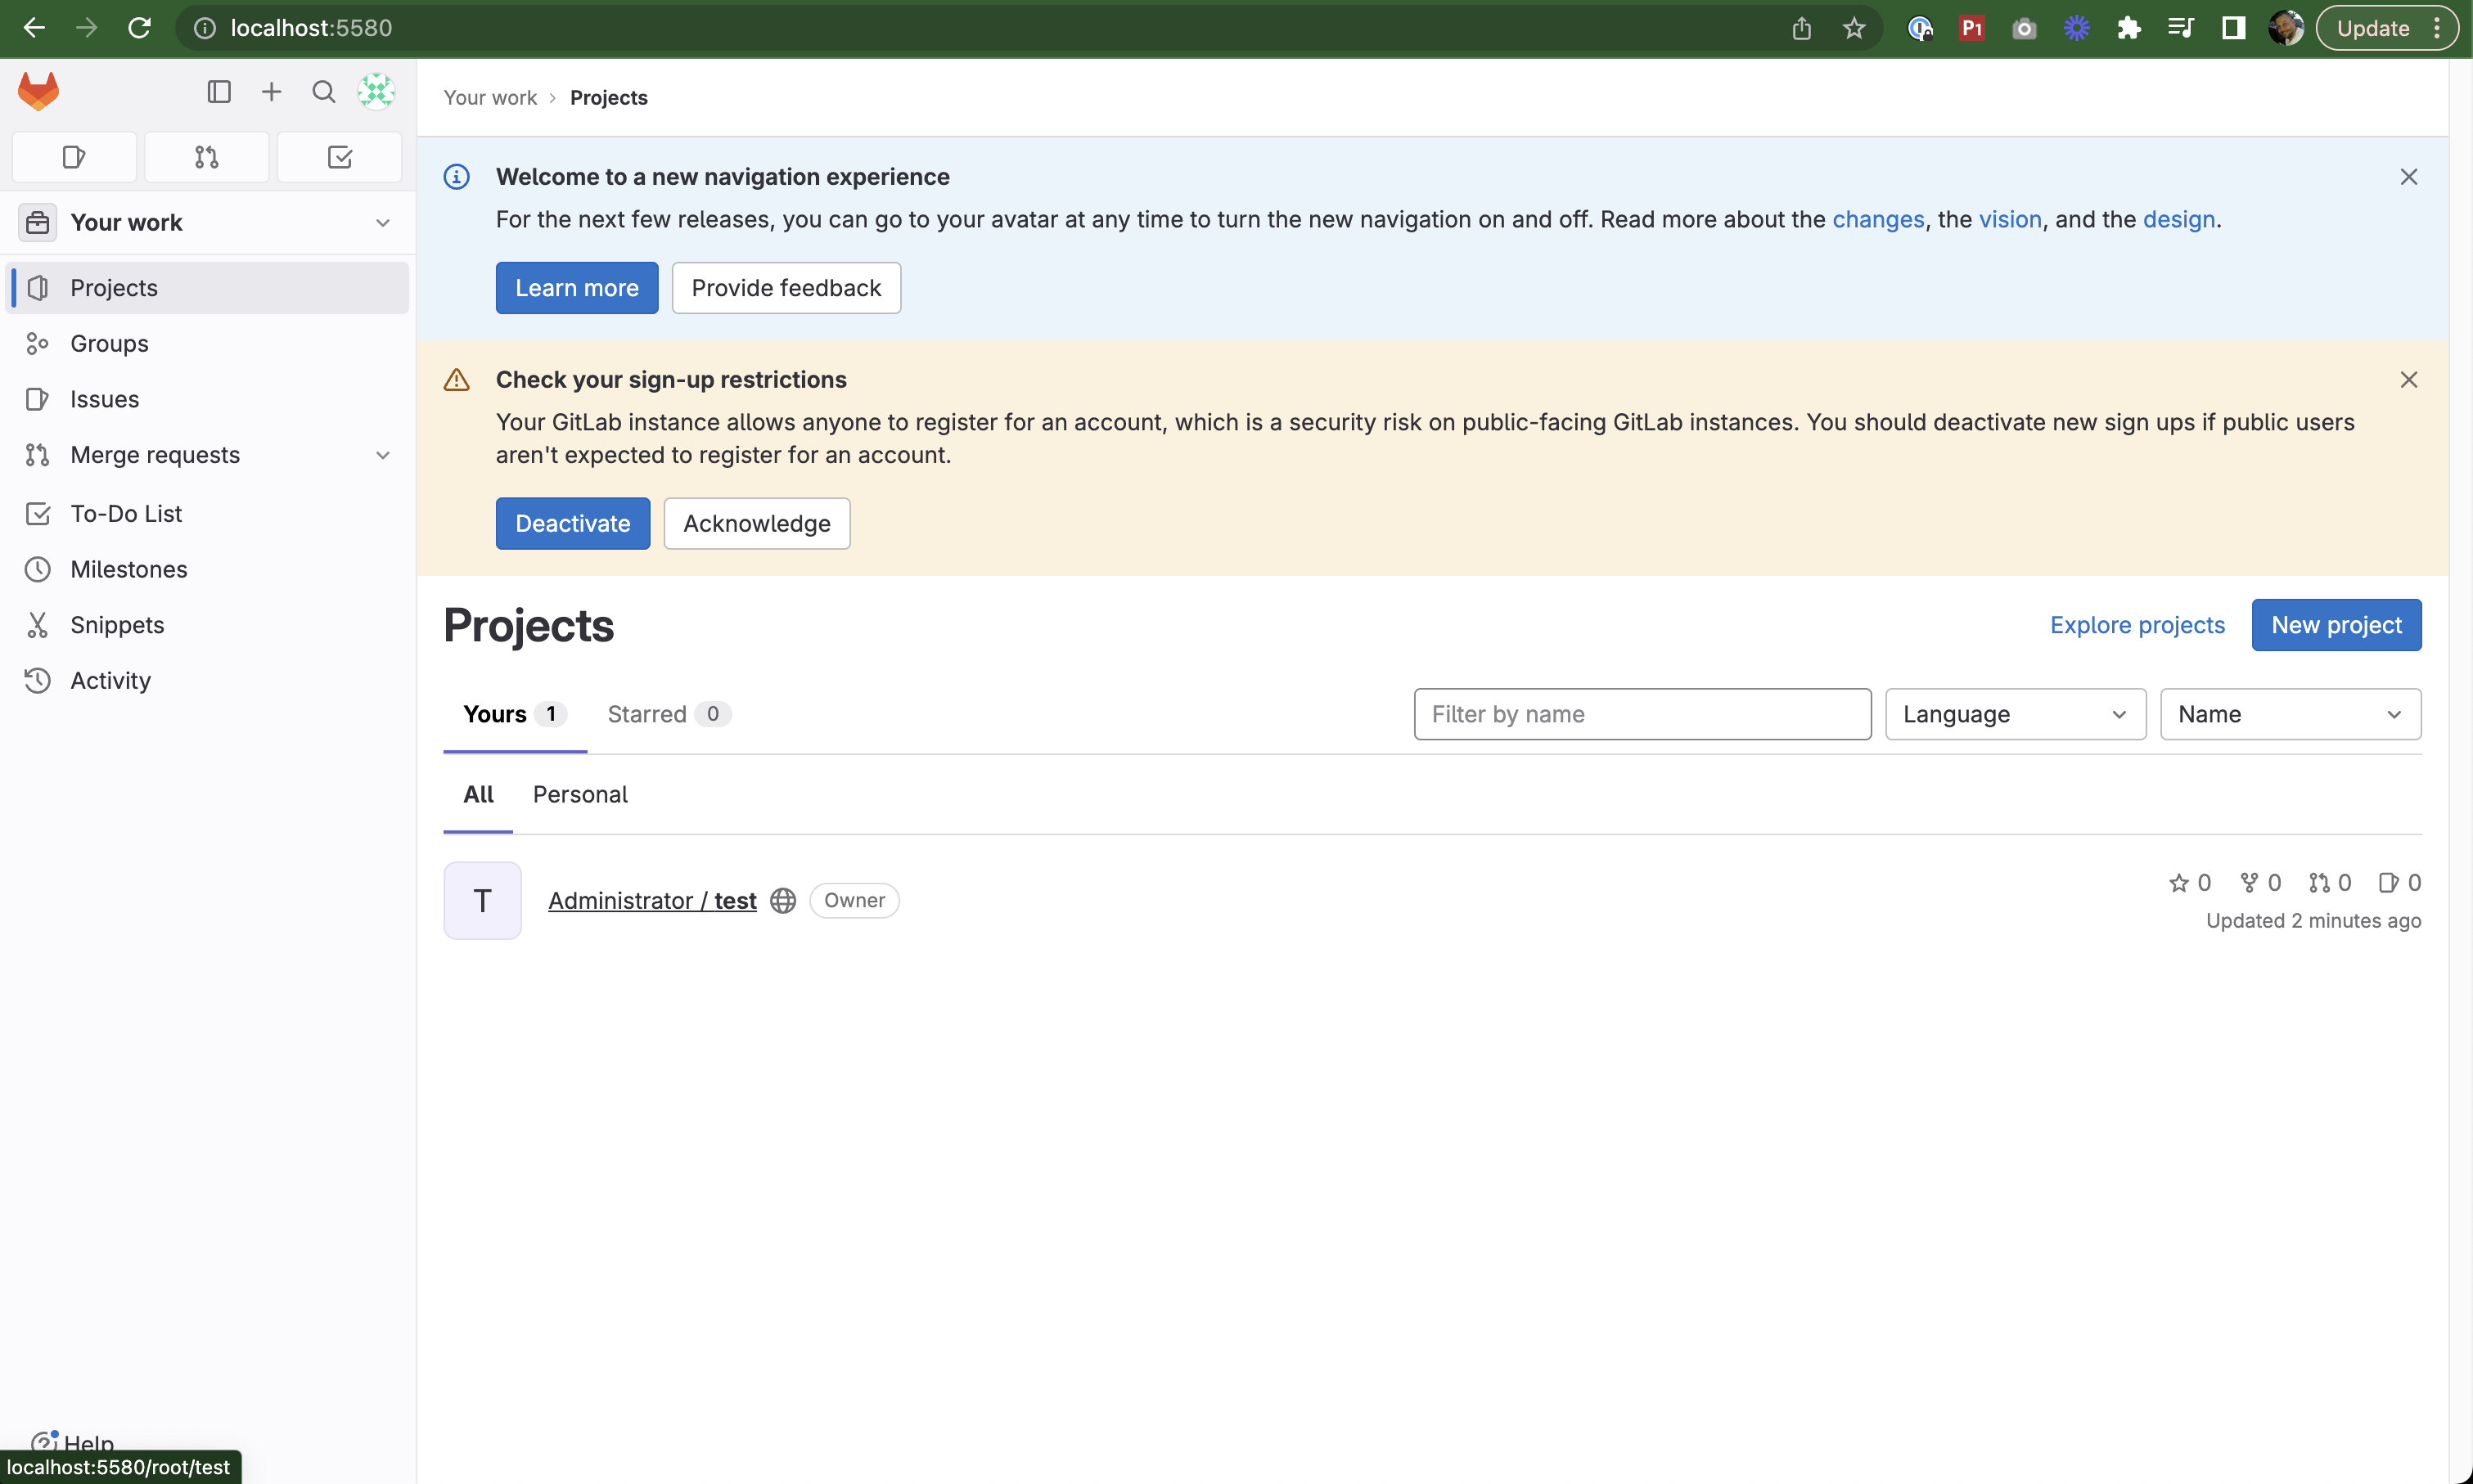 localhost:5580
P1
Update
Your work
Projects
Groups
Issues
Merge requests
To-Do List
Milestones
Snippets
Activity
Help
localhost:5580/root/test
Your work > Projects
Welcome to a new navigation experience
For the next few releases, you can go to your avatar at any time to turn the new navigation on and off. Read more about the changes, the vision, and the design.
Learn more Provide feedback
Check your sign-up restrictions
Your GitLab instance allows anyone to register for an account, which is a security risk on public-facing GitLab instances. You should deactivate new sign ups if public users
aren't expected to register for an account.
Deactivate Acknowledge
Projects Explore projects New project
Yours 1 Starred 0 Filter by name Language Name
All Personal
T Administrator / test Owner 0 0 0 0
Updated 2 minutes ago